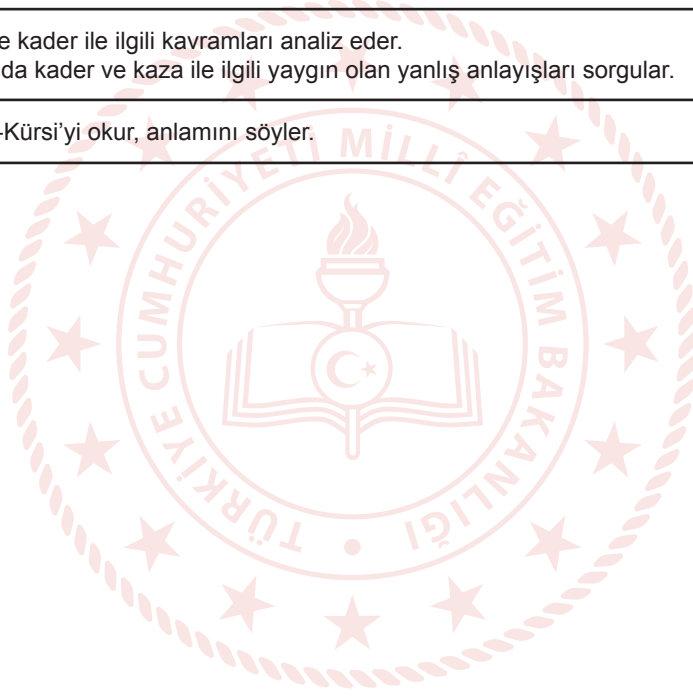 e kader ile ilgili kavramları analiz eder.
da kader ve kaza ile ilgili yaygın olan yanlış anlayışları sorgular.
-Kürsi’yi okur, anlamını söyler.
TÜRKİYE CUMHURİYETİ MİLLÎ EĞİTİM BAKANLIĞI